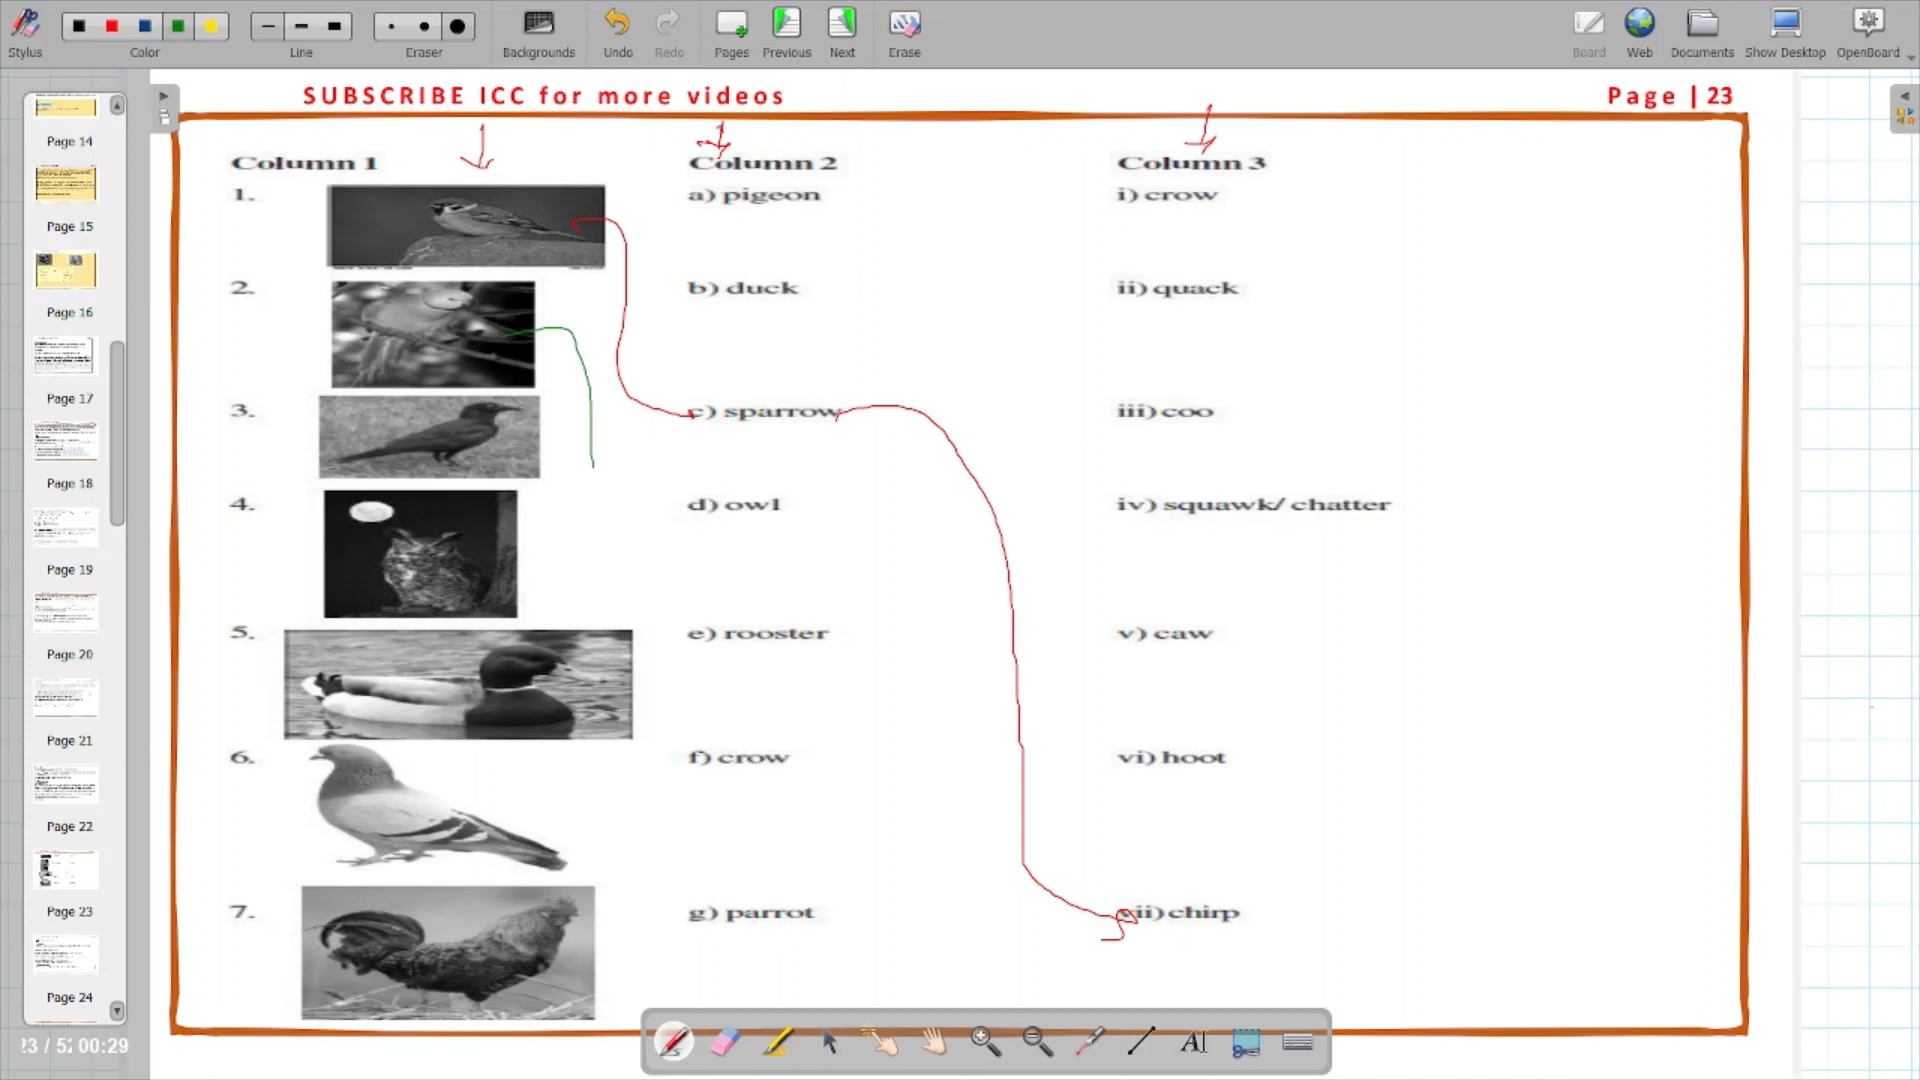 Stylus Color Line Eraser Backgrounds Undo Redo Pages Previous Next Erase Board Web Documents Show Desktop OpenBoard
SUBSCRIBE ICC for more videos Page | 23
Column 1 Column 2 Column 3
1. a) pigeon i) crow
2. b) duck ii) quack
3. c) sparrow iii) coo
4. d) owl iv) squawk/ chatter
5. e) rooster v) caw
6. f) crow vi) hoot
7. g) parrot vii) chirp
Page 14
Page 15
Page 16
Page 17
Page 18
Page 19
Page 20
Page 21
Page 22
Page 23
Page 24
00:29